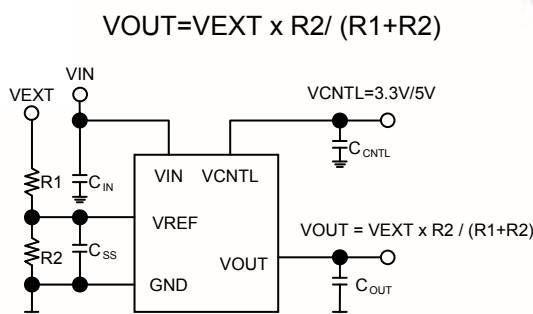 VOUT=VEXT x R2/ (R1+R2)
VIN
VEXT
VCNTL=3.3V/5V
CCNTL
R1
CIN
VIN VCNTL
VREF
VOUT = VEXT x R2 / (R1+R2)
R2
CSS
VOUT
GND
COUT